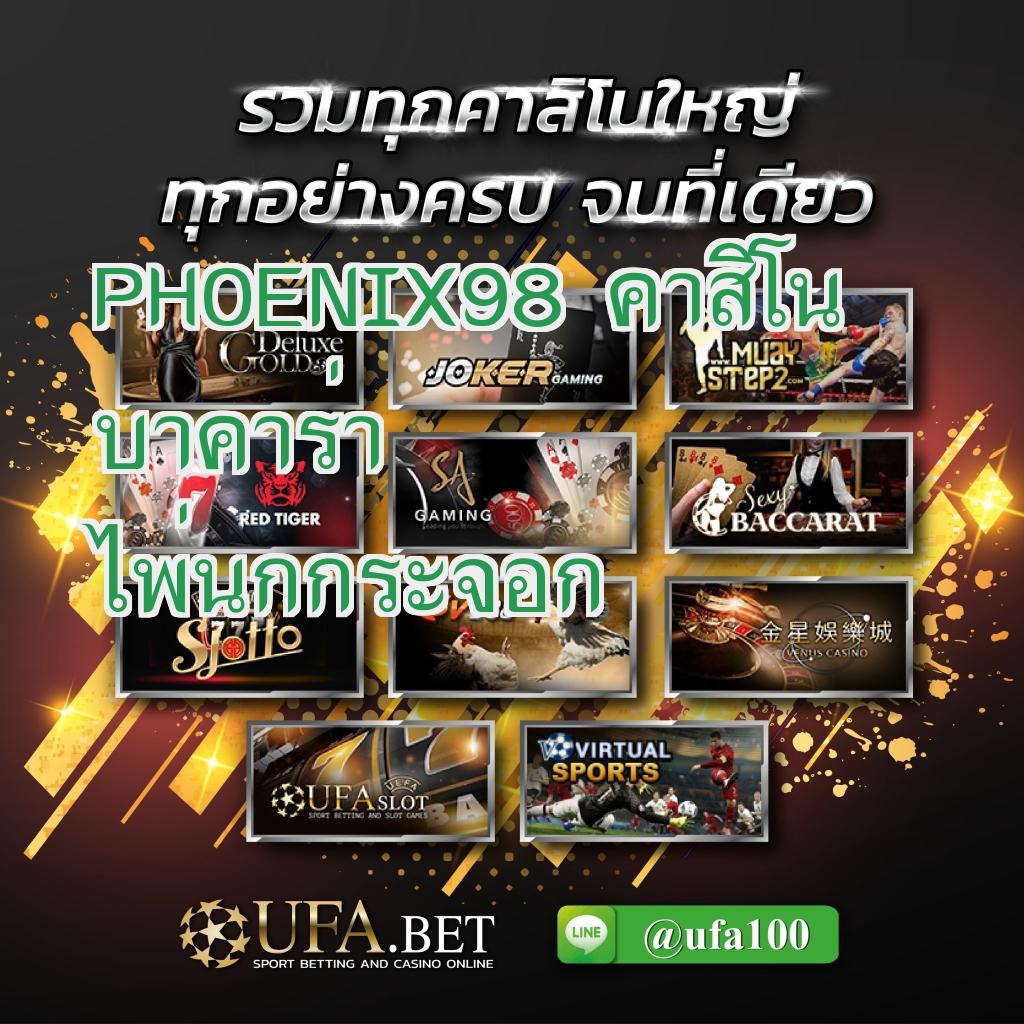 รวมทุกคาสิโนใหญ่
ทุกอย่างครบ จบที่เดียว
PHOENIX98 คาสิโน
Deluxe
GOLD
JOKER GAMING
www.MUAY
STEP2.COM
บาคาร่า
RED TIGER
SA
GAMING
Sexy
BACCARAT
ไพ่นกกระจอก
Sjotto
金星娛樂城
VENUS CASINO
UEFA
UFA SLOT
SPORT BETTING AND SLOT GAMES
VIRTUAL
SPORTS
UFA.BET
SPORT BETTING AND CASINO ONLINE
LINE
@ufa100